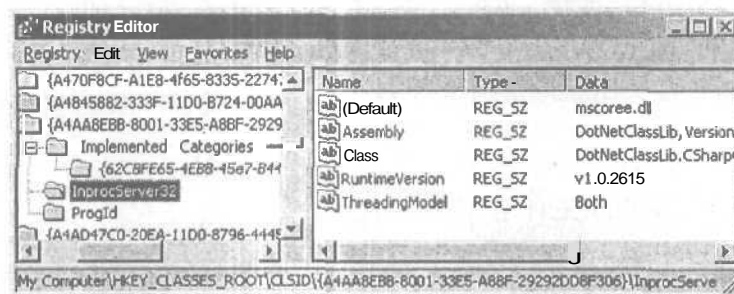 Registry Editor
Registry Edit View Favorites Help
{A470F8CF-A1E8-4f65-8335-2274
{A4845882-333F-11D0-B724-00AA
{A4AA8EBB-8001-33E5-A8BF-2929
Implemented Categories
{62C8FE65-4EBB-45e7-B44
InprocServer32
ProgId
{A4AD47C0-20EA-11D0-8796-4445
Name Type Data
(Default) REG_SZ mscoree.dll
Assembly REG_SZ DotNetClassLib, Version
Class REG_SZ DotNetClassLib.CSharp
RuntimeVersion REG_SZ v1.0.2615
ThreadingModel REG_SZ Both
My Computer\HKEY_CLASSES_ROOT\CLSID\{A4AA8EBB-8001-33E5-A8BF-29292DD8F306}\InprocServe